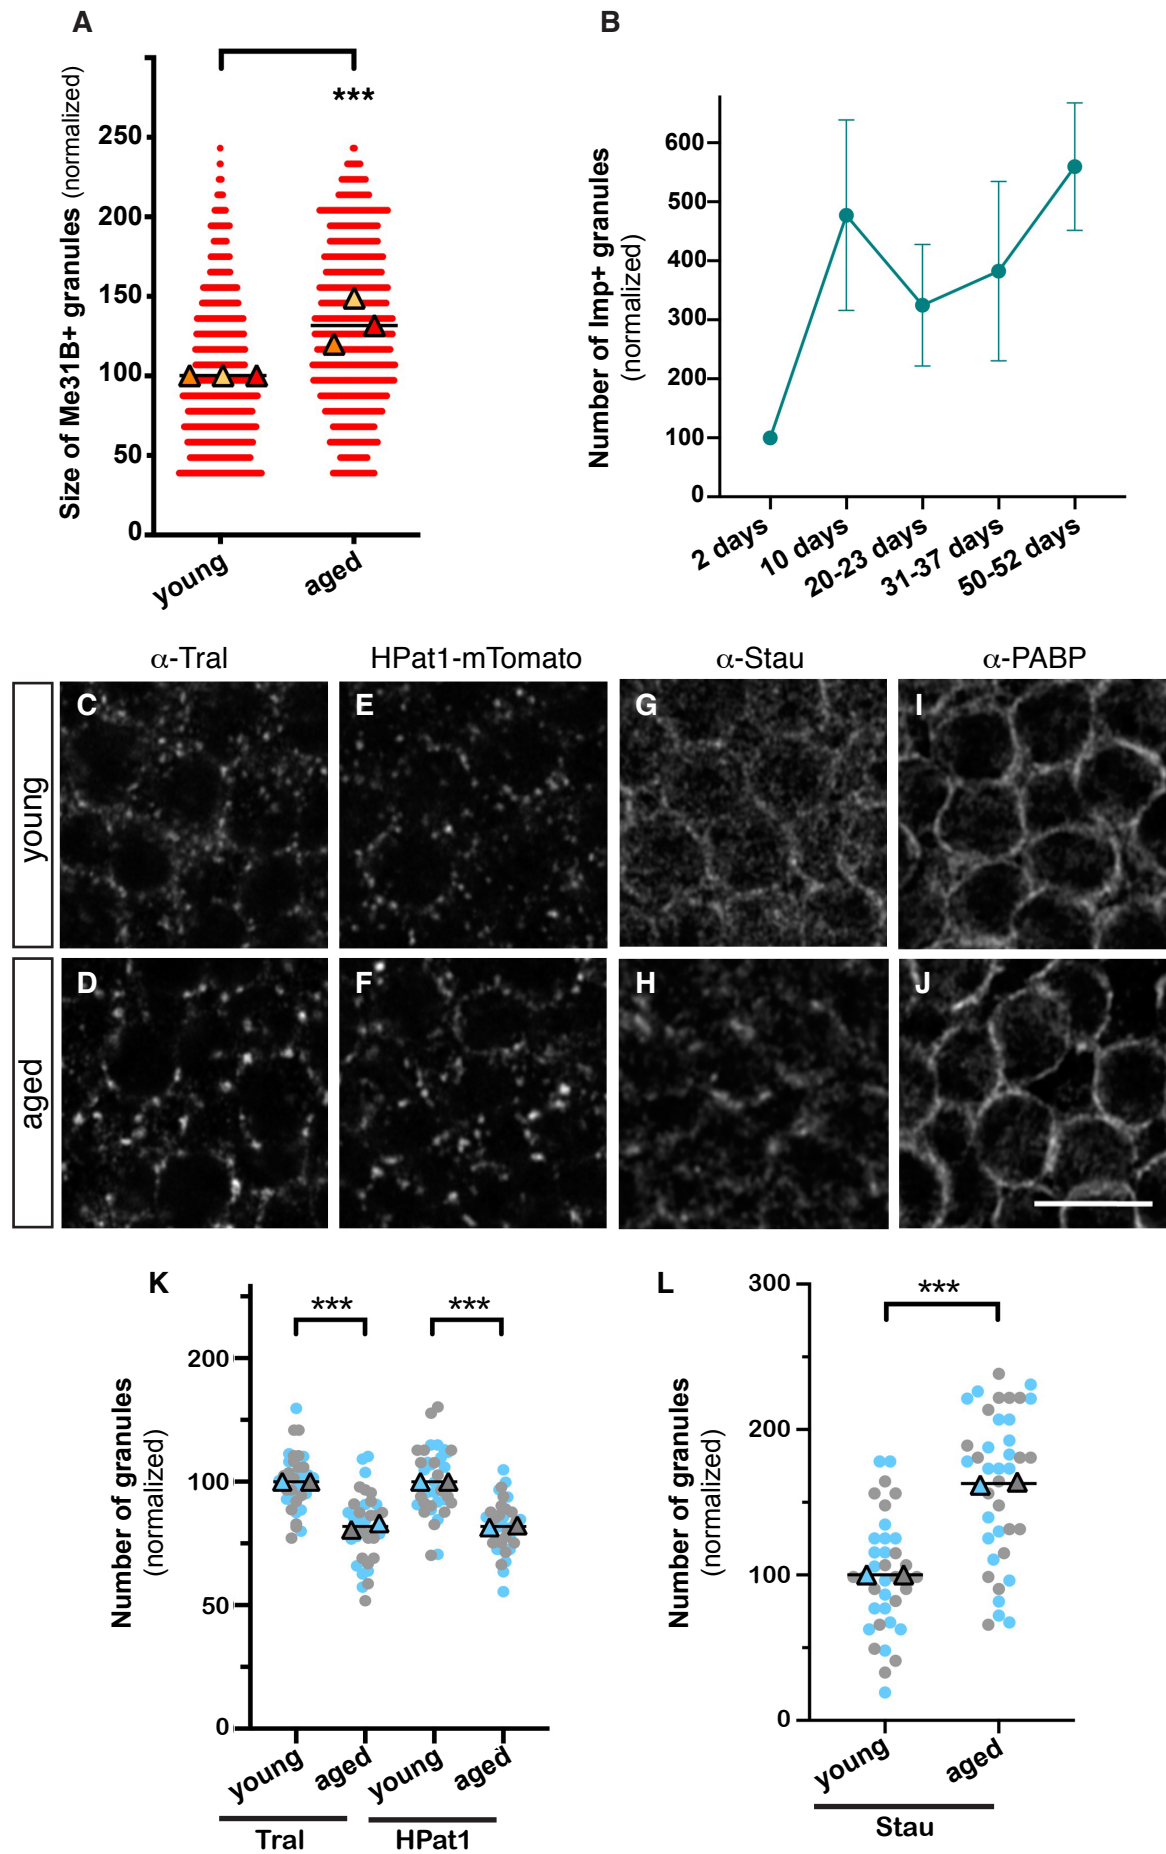 A
Size of Me31B+ granules (normalized)
250
200
150
100
50
0
***
young
aged
B
Number of Imp+ granules
(normalized)
600
500
400
300
200
100
0
2 days
10 days
20-23 days
31-37 days
50-52 days
α-Tral
HPat1-mTomato
α-Stau
α-PABP
young
C
E
G
I
aged
D
F
H
J
K
Number of granules
(normalized)
200
100
50
0
***
***
young
aged
young
aged
Tral
HPat1
L
Number of granules
(normalized)
300
200
100
0
***
young
aged
Stau